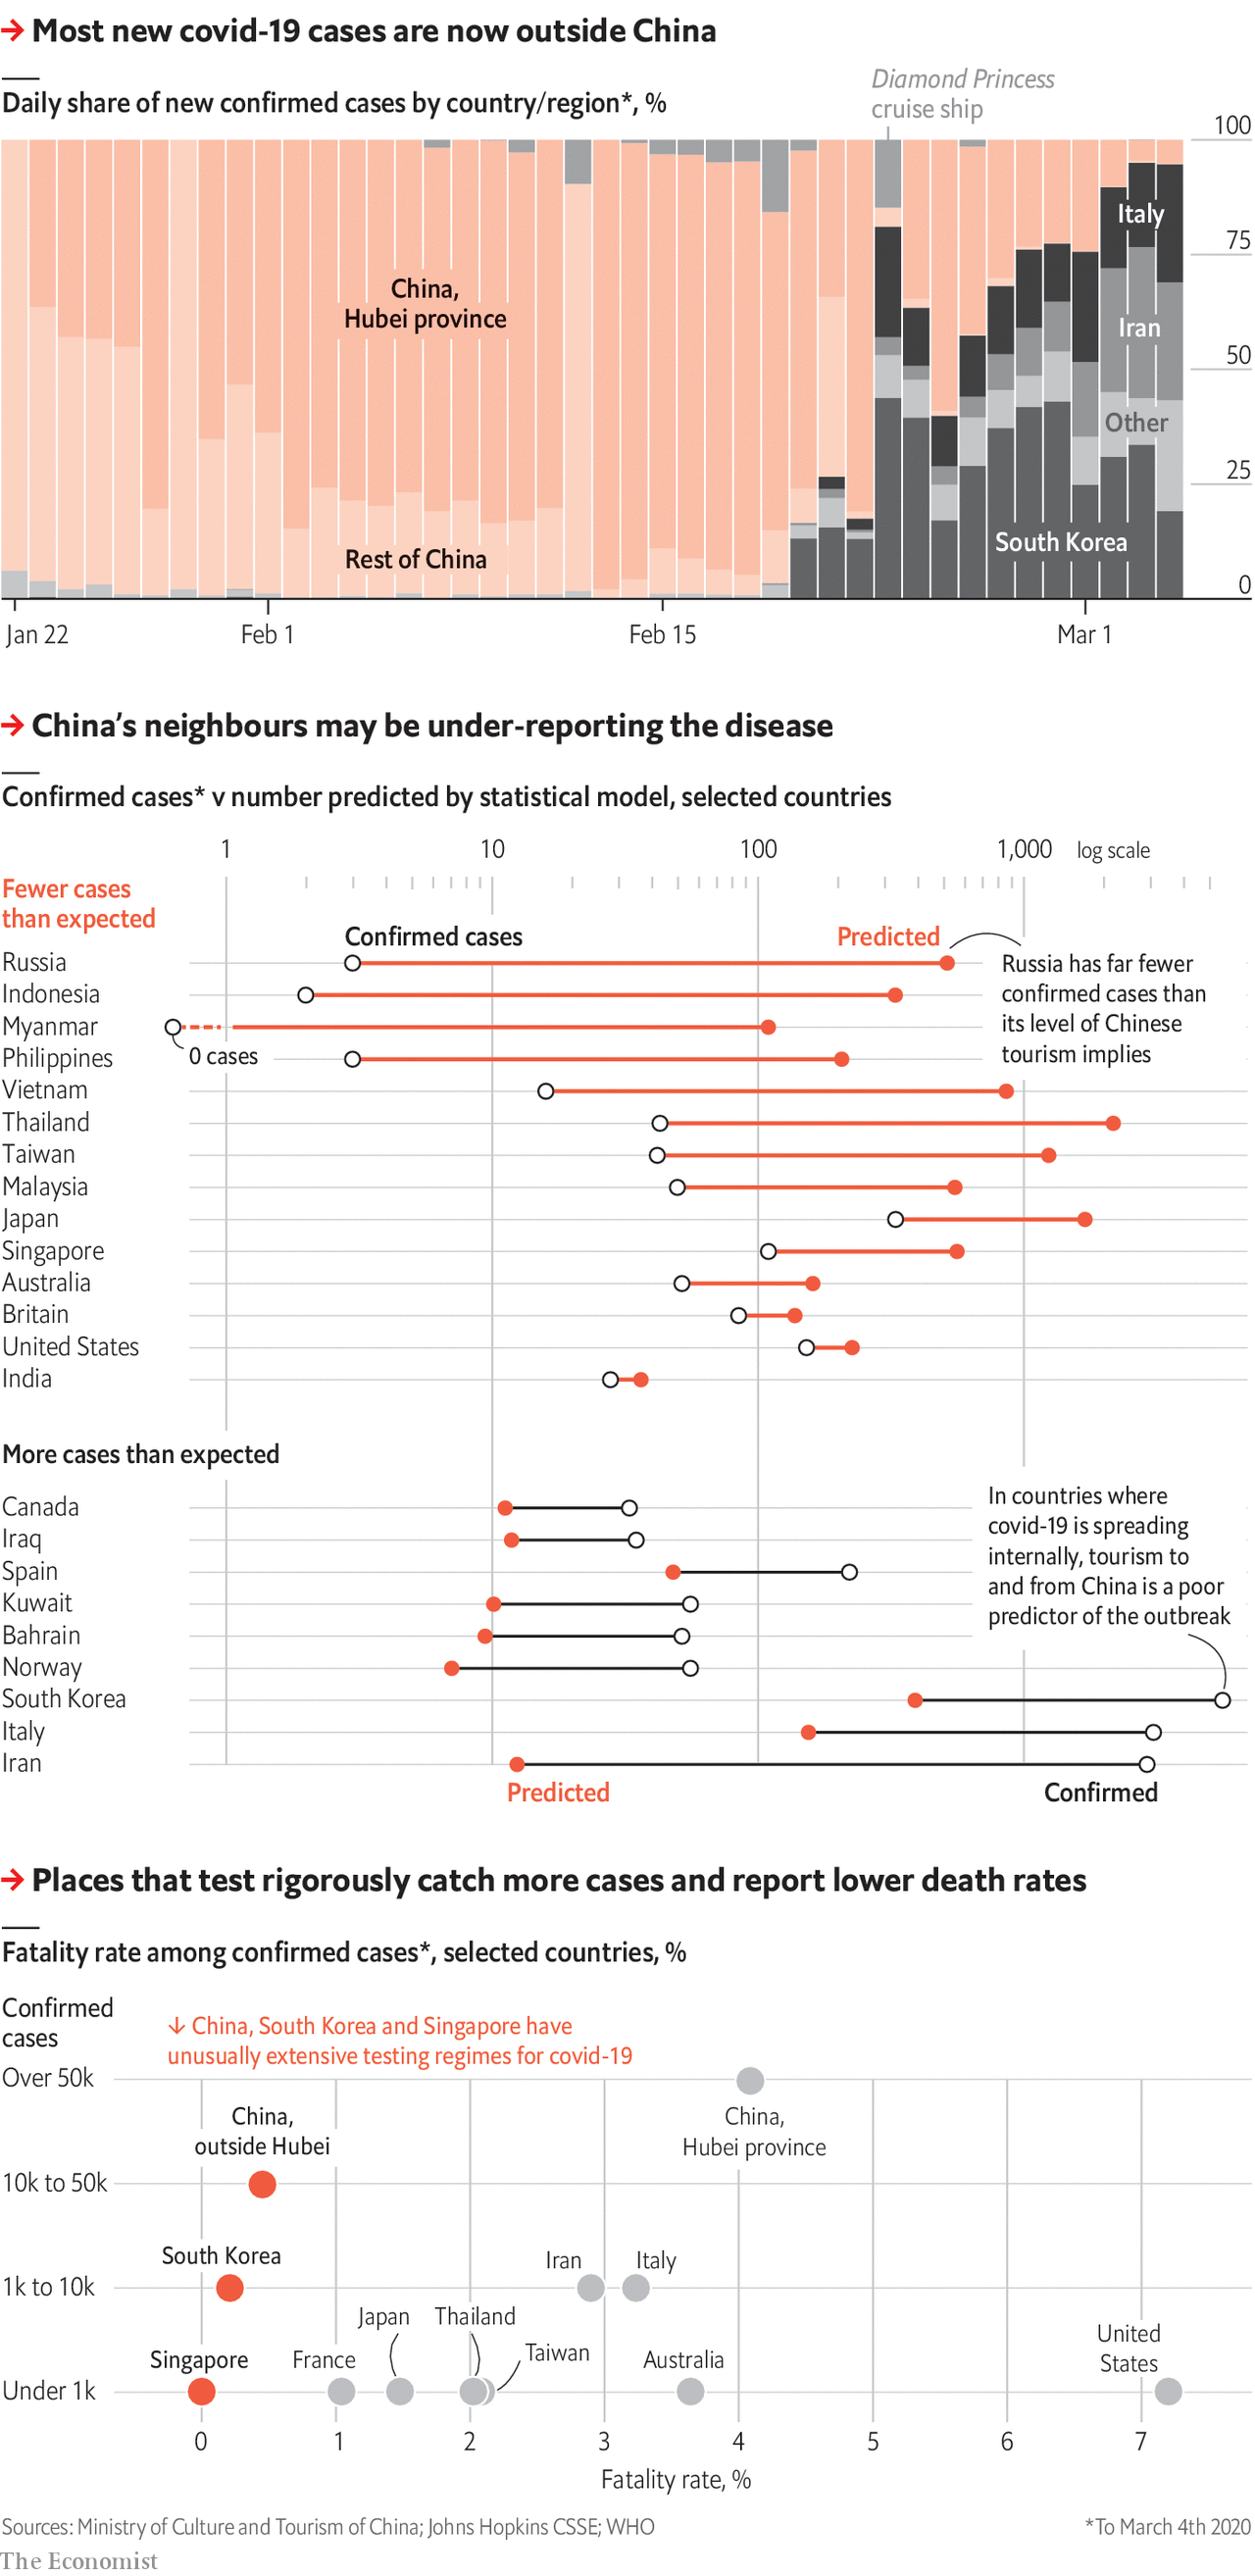 → Most new covid-19 cases are now outside China
Daily share of new confirmed cases by country/region*, %
Diamond Princess
cruise ship
100
75
50
25
0
Italy
Iran
Other
South Korea
China,
Hubei province
Rest of China
Jan 22
Feb 1
Feb 15
Mar 1
→ China’s neighbours may be under-reporting the disease
Confirmed cases* v number predicted by statistical model, selected countries
1 10 100 1,000 log scale
Fewer cases
than expected
Confirmed cases
Predicted
Russia
Indonesia
Myanmar
0 cases
Philippines
Vietnam
Thailand
Taiwan
Malaysia
Japan
Singapore
Australia
Britain
United States
India
Russia has far fewer
confirmed cases than
its level of Chinese
tourism implies
More cases than expected
Canada
Iraq
Spain
Kuwait
Bahrain
Norway
South Korea
Italy
Iran
In countries where
covid-19 is spreading
internally, tourism to
and from China is a poor
predictor of the outbreak
Predicted
Confirmed
→ Places that test rigorously catch more cases and report lower death rates
Fatality rate among confirmed cases*, selected countries, %
Confirmed
cases
↓ China, South Korea and Singapore have
unusually extensive testing regimes for covid-19
Over 50k
China,
outside Hubei
China,
Hubei province
10k to 50k
South Korea
Iran
Italy
1k to 10k
Japan
Thailand
Taiwan
Singapore
France
Australia
United
States
Under 1k
0 1 2 3 4 5 6 7
Fatality rate, %
Sources: Ministry of Culture and Tourism of China; Johns Hopkins CSSE; WHO
*To March 4th 2020
The Economist